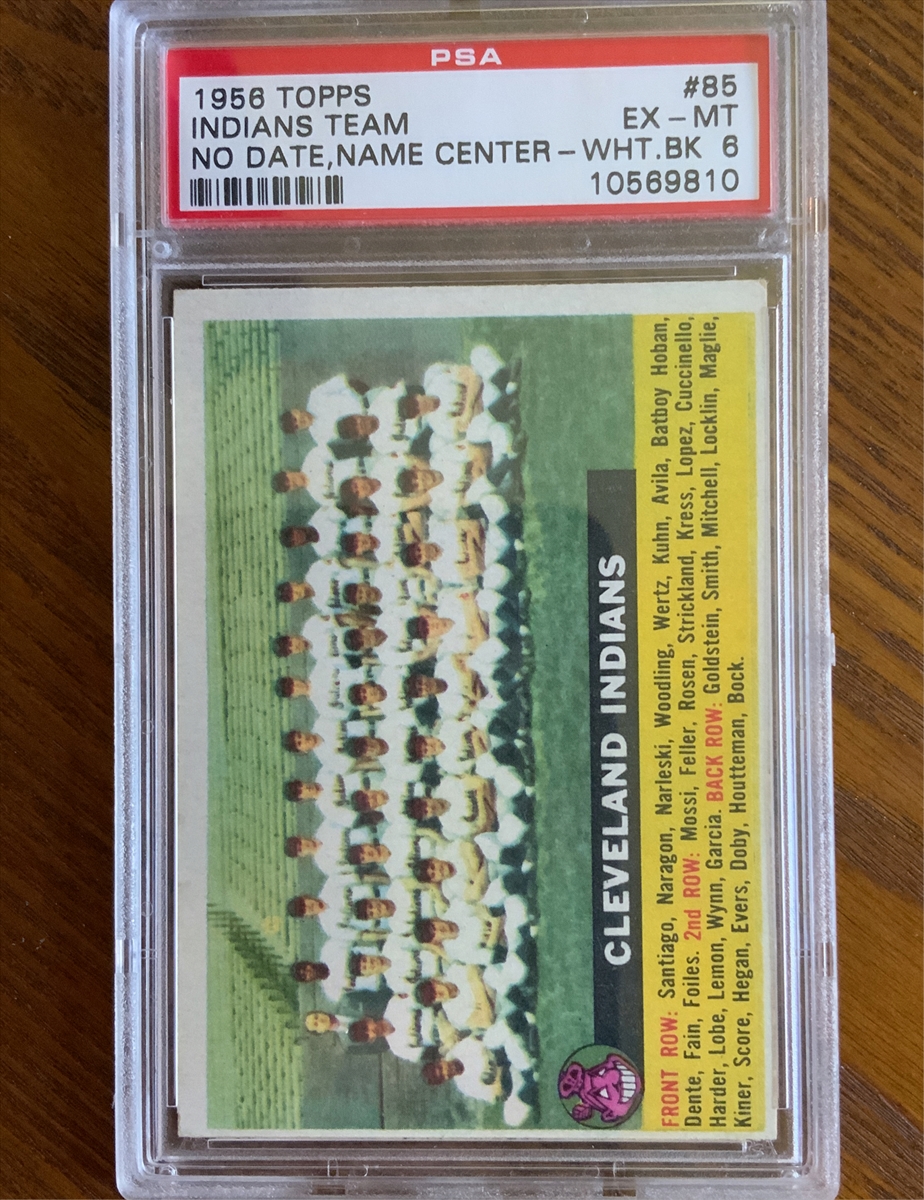 PSA
1956 TOPPS #85
INDIANS TEAM EX-MT
NO DATE,NAME CENTER-WHT.BK 6
10569810
CLEVELAND INDIANS
FRONT ROW: Santiago, Naragon, Narleski, Woodling, Wertz, Kuhn, Avila, Batboy Hoban,
Dente, Fain, Foiles. 2nd ROW: Mossi, Feller, Rosen, Strickland, Kress, Lopez, Cuccinello,
Harder, Lobe, Lemon, Wynn, Garcia. BACK ROW: Goldstein, Smith, Mitchell, Locklin, Maglie,
Kiner, Score, Hegan, Evers, Doby, Houtteman, Bock.